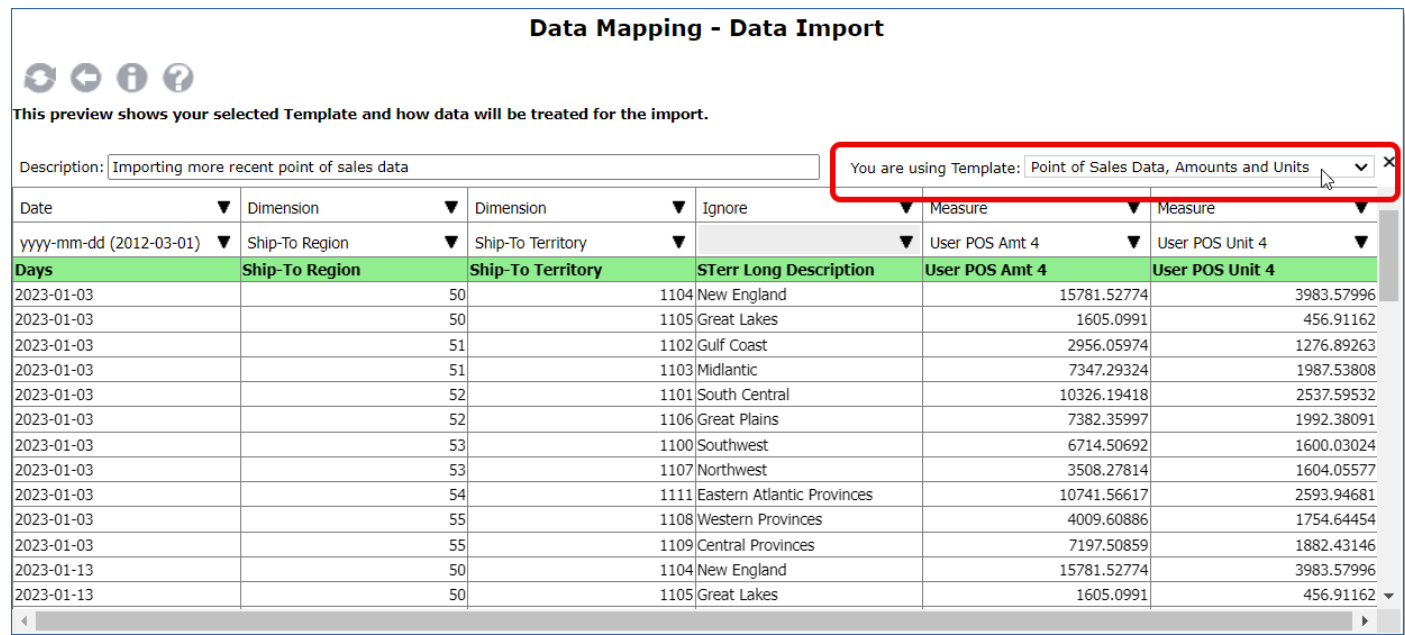 Data Mapping - Data Import
This preview shows your selected Template and how data will be treated for the import.
Description: Importing more recent point of sales data You are using Template: Point of Sales Data, Amounts and Units
Date Dimension Dimension Ignore Measure Measure
yyyy-mm-dd (2012-03-01) Ship-To Region Ship-To Territory User POS Amt 4 User POS Unit 4
Days Ship-To Region Ship-To Territory STerr Long Description User POS Amt 4 User POS Unit 4
2023-01-03 50 1104 New England 15781.52774 3983.57996
2023-01-03 50 1105 Great Lakes 1605.0991 456.91162
2023-01-03 51 1102 Gulf Coast 2956.05974 1276.89263
2023-01-03 51 1103 Midlantic 7347.29324 1987.53808
2023-01-03 52 1101 South Central 10326.19418 2537.59532
2023-01-03 52 1106 Great Plains 7382.35997 1992.38091
2023-01-03 53 1100 Southwest 6714.50692 1600.03024
2023-01-03 53 1107 Northwest 3508.27814 1604.05577
2023-01-03 54 1111 Eastern Atlantic Provinces 10741.56617 2593.94681
2023-01-03 55 1108 Western Provinces 4009.60886 1754.64454
2023-01-03 55 1109 Central Provinces 7197.50859 1882.43146
2023-01-13 50 1104 New England 15781.52774 3983.57996
2023-01-13 50 1105 Great Lakes 1605.0991 456.91162